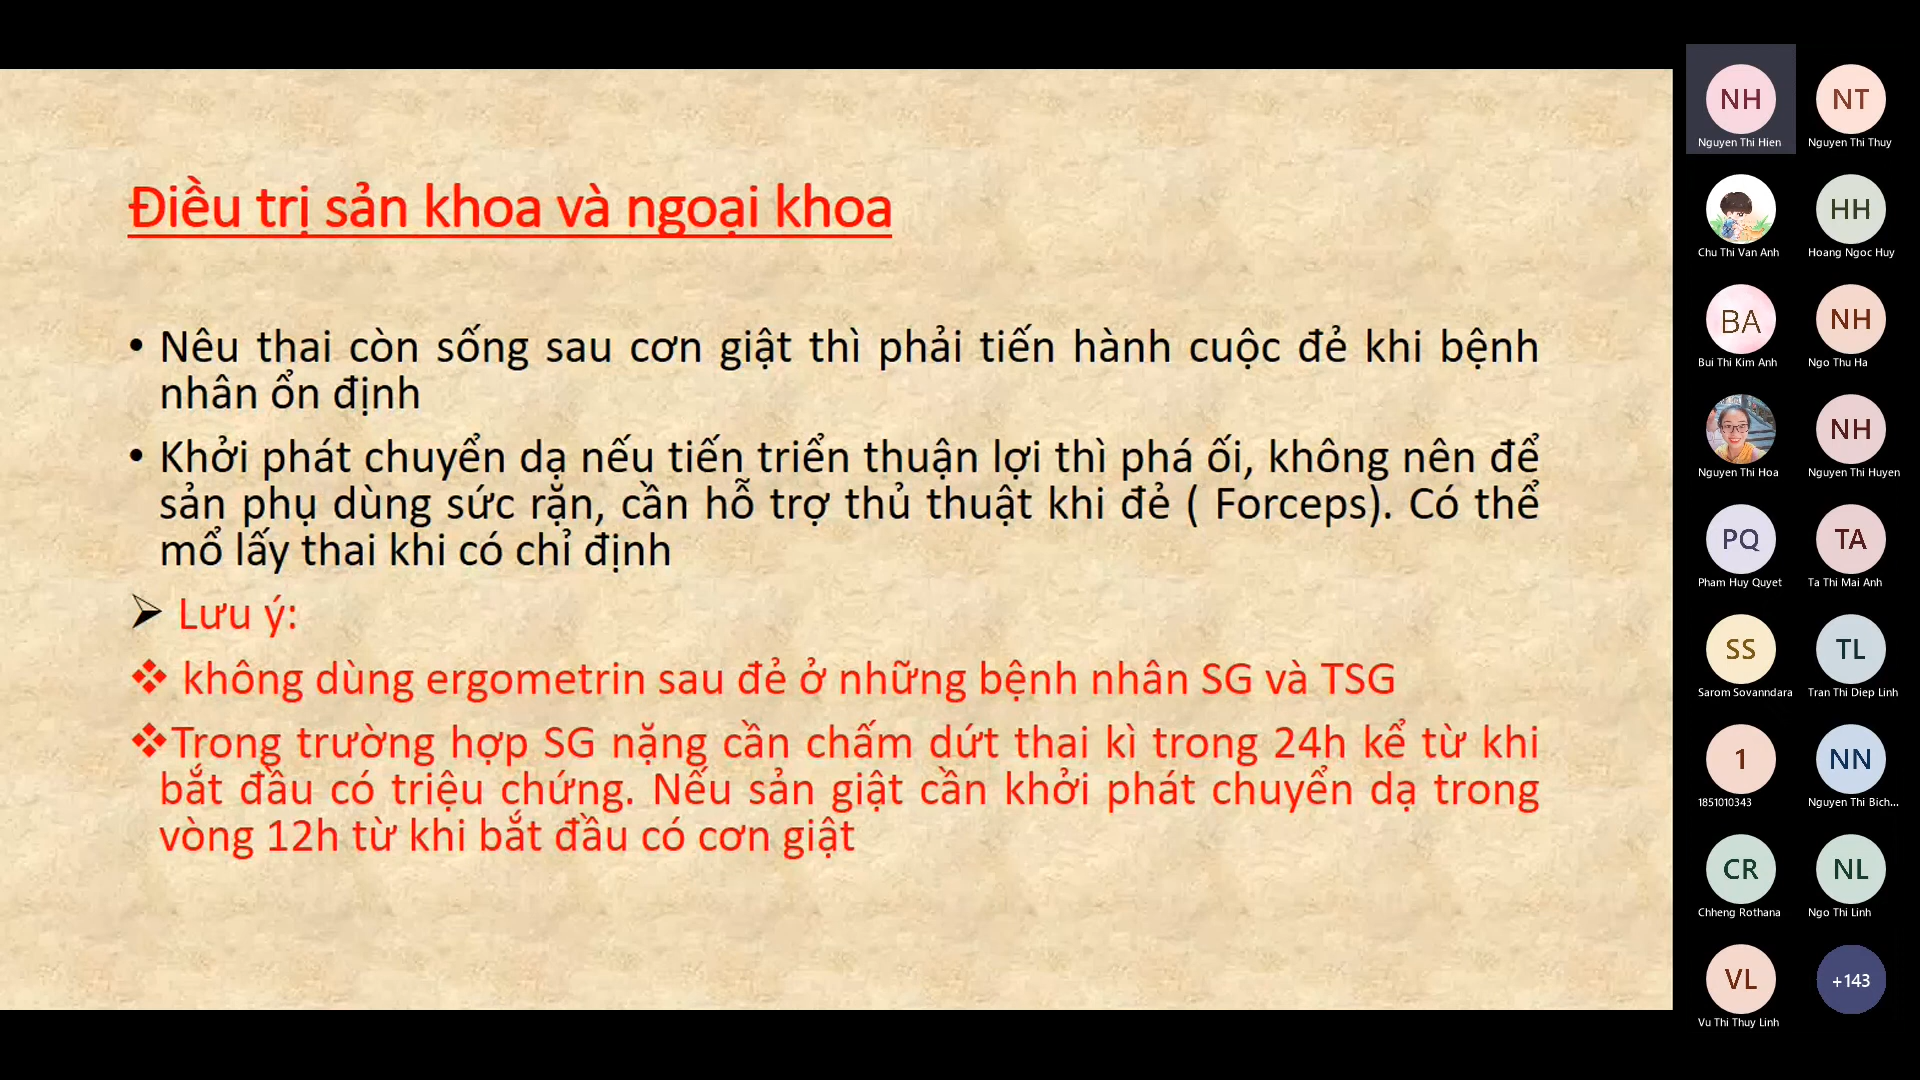 Điều trị sản khoa và ngoại khoa
• Nêu thai còn sống sau cơn giật thì phải tiến hành cuộc đẻ khi bệnh
nhân ổn định
• Khởi phát chuyển dạ nếu tiến triển thuận lợi thì phá ối, không nên để
sản phụ dùng sức rặn, cần hỗ trợ thủ thuật khi đẻ ( Forceps). Có thể
mổ lấy thai khi có chỉ định
➢ Lưu ý:
❖ không dùng ergometrin sau đẻ ở những bệnh nhân SG và TSG
❖Trong trường hợp SG nặng cần chấm dứt thai kì trong 24h kể từ khi
bắt đầu có triệu chứng. Nếu sản giật cần khởi phát chuyển dạ trong
vòng 12h từ khi bắt đầu có cơn giật
NH
Nguyen Thi Hien
NT
Nguyen Thi Thuy
Chu Thi Van Anh
HH
Hoang Ngoc Huy
BA
Bui Thi Kim Anh
NH
Ngo Thu Ha
Nguyen Thi Hoa
NH
Nguyen Thi Huyen
PQ
Pham Huy Quyet
TA
Ta Thi Mai Anh
SS
Sarom Sovanndara
TL
Tran Thi Diep Linh
1
1851010343
NN
Nguyen Thi Bich...
CR
Chheng Rothana
NL
Ngo Thi Linh
VL
Vu Thi Thuy Linh
+143